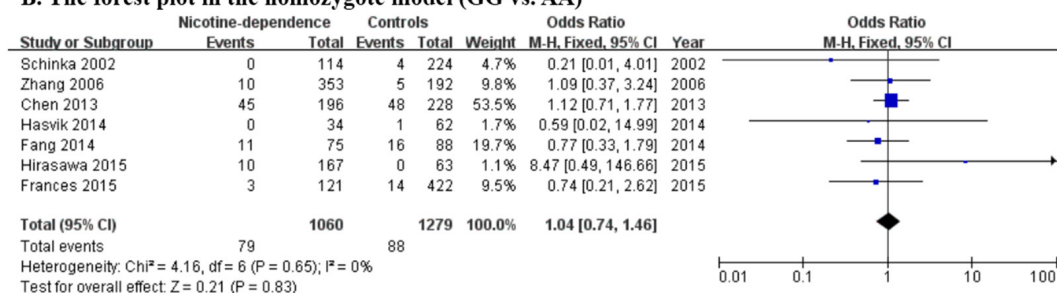 B. The forest plot in the homozygote model (GG vs. AA)
Nicotine-dependence Controls Odds Ratio Odds Ratio
Study or Subgroup Events Total Events Total Weight M-H, Fixed, 95% CI Year M-H, Fixed, 95% CI
Schinka 2002 0 114 4 224 4.7% 0.21 [0.01, 4.01] 2002
Zhang 2006 10 353 5 192 9.8% 1.09 [0.37, 3.24] 2006
Chen 2013 45 196 48 228 53.5% 1.12 [0.71, 1.77] 2013
Hasvik 2014 0 34 1 62 1.7% 0.59 [0.02, 14.99] 2014
Fang 2014 11 75 16 88 19.7% 0.77 [0.33, 1.79] 2014
Hirasawa 2015 10 167 0 63 1.1% 8.47 [0.49, 146.66] 2015
Frances 2015 3 121 14 422 9.5% 0.74 [0.21, 2.62] 2015
Total (95% CI) 1060 1279 100.0% 1.04 [0.74, 1.46]
Total events 79 88
Heterogeneity: Chi² = 4.16, df = 6 (P = 0.65); I² = 0%
Test for overall effect: Z = 0.21 (P = 0.83)
0.01 0.1 1 10 100